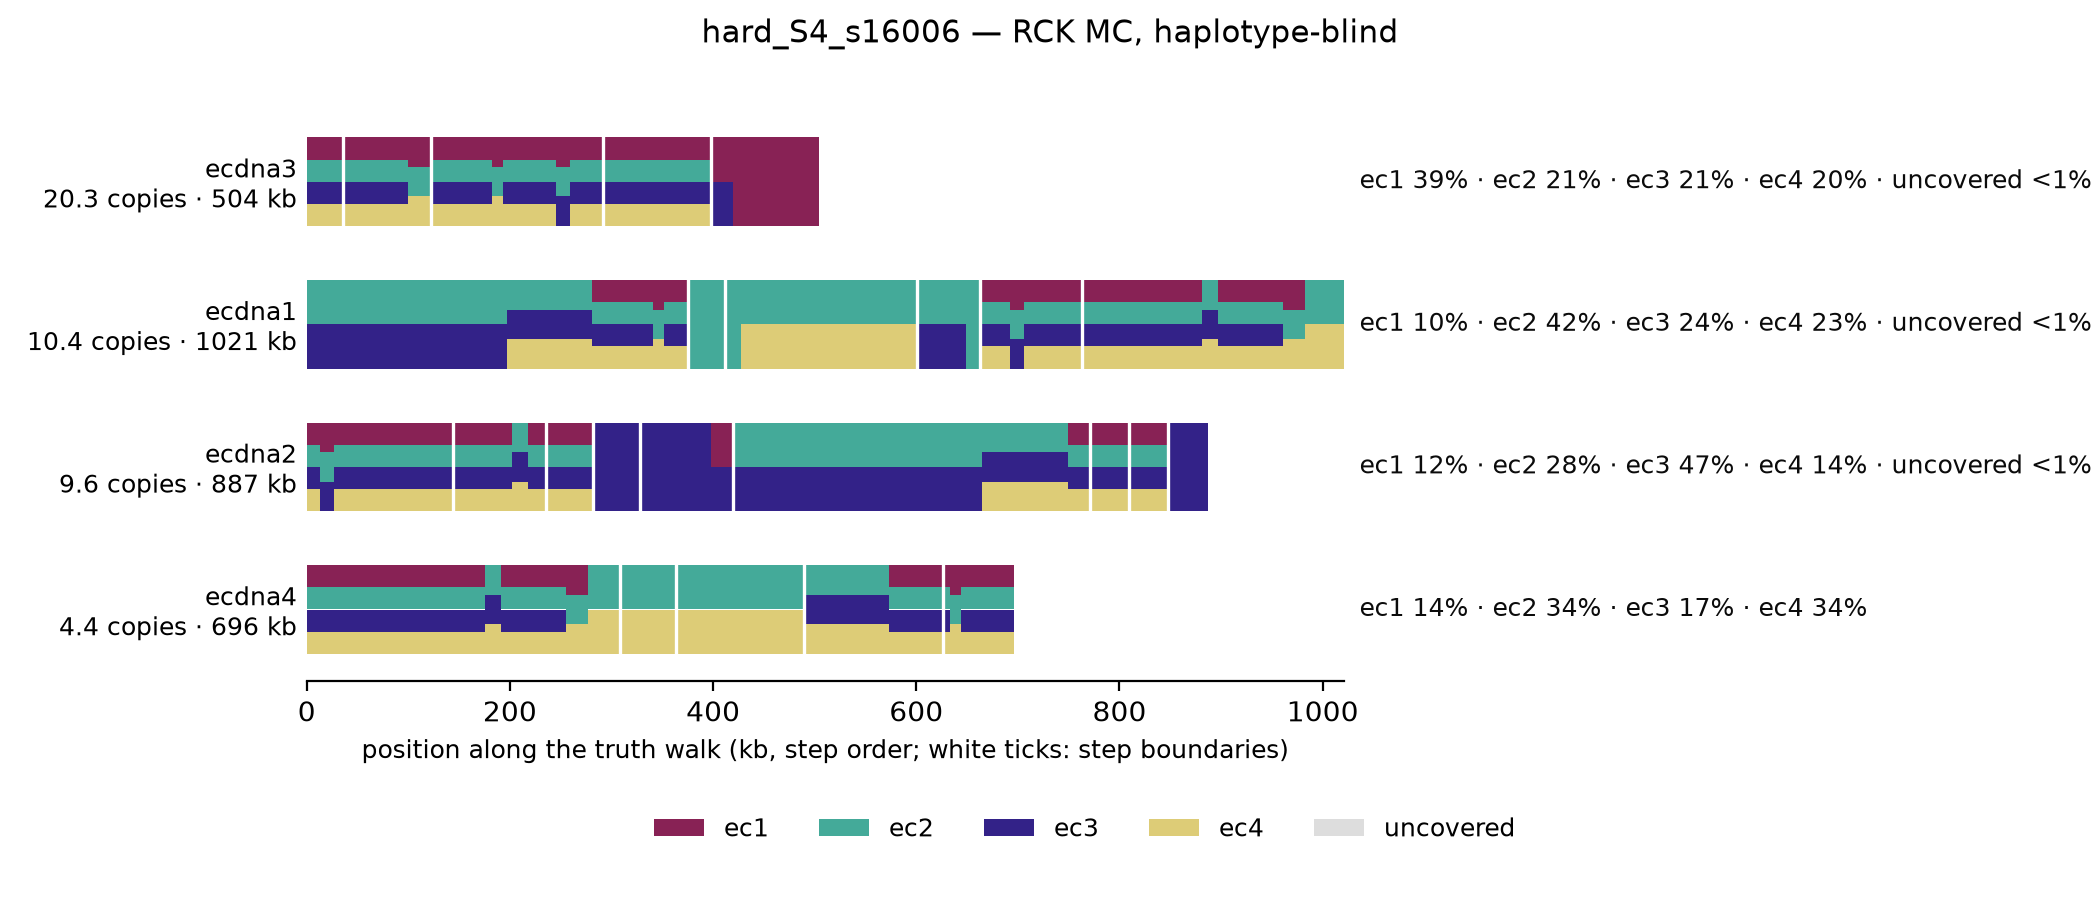 hard_S4_s16006 — RCK MC, haplotype-blind
ecdna3
20.3 copies · 504 kb
ec1 39% · ec2 21% · ec3 21% · ec4 20% · uncovered <1%
ecdna1
10.4 copies · 1021 kb
ec1 10% · ec2 42% · ec3 24% · ec4 23% · uncovered <1%
ecdna2
9.6 copies · 887 kb
ec1 12% · ec2 28% · ec3 47% · ec4 14% · uncovered <1%
ecdna4
4.4 copies · 696 kb
ec1 14% · ec2 34% · ec3 17% · ec4 34%
0 200 400 600 800 1000
position along the truth walk (kb, step order; white ticks: step boundaries)
ec1 ec2 ec3 ec4 uncovered